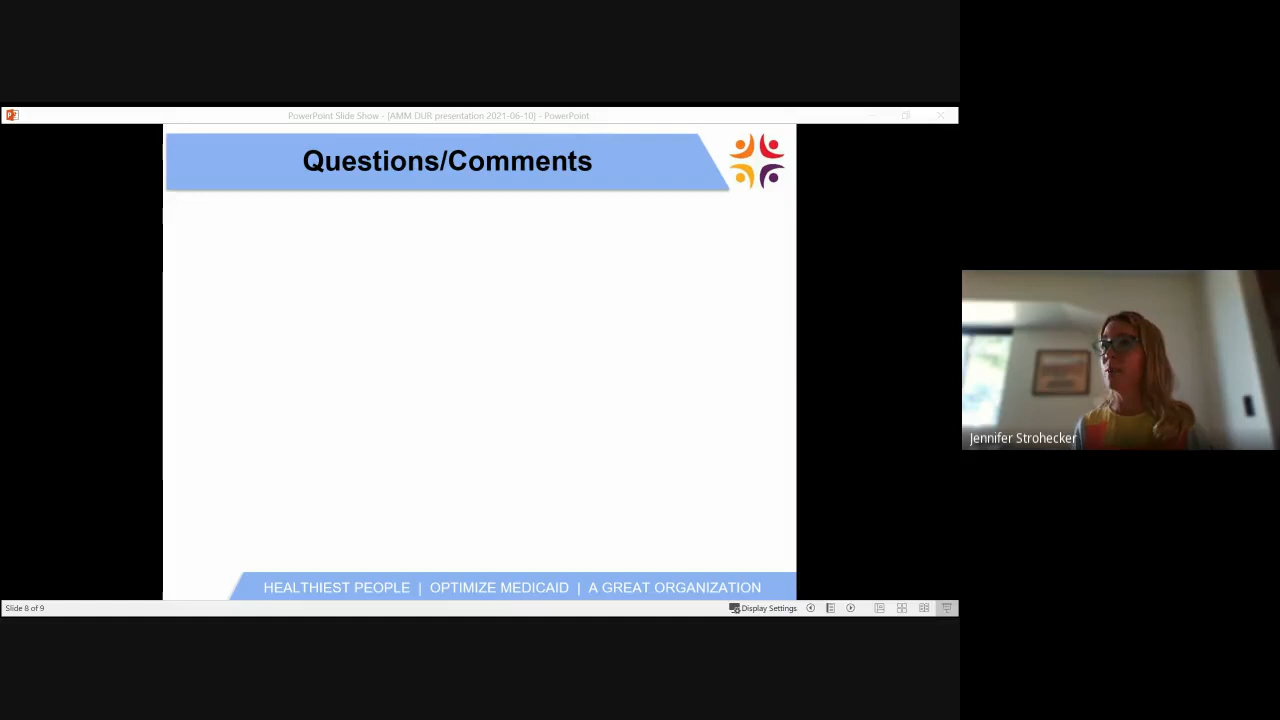 PowerPoint Slide Show - [AMM DUR presentation 2021-06-10] - PowerPoint
Questions/Comments
Jennifer Strohecker
HEALTHIEST PEOPLE | OPTIMIZE MEDICAID | A GREAT ORGANIZATION
Slide 8 of 9
Display Settings